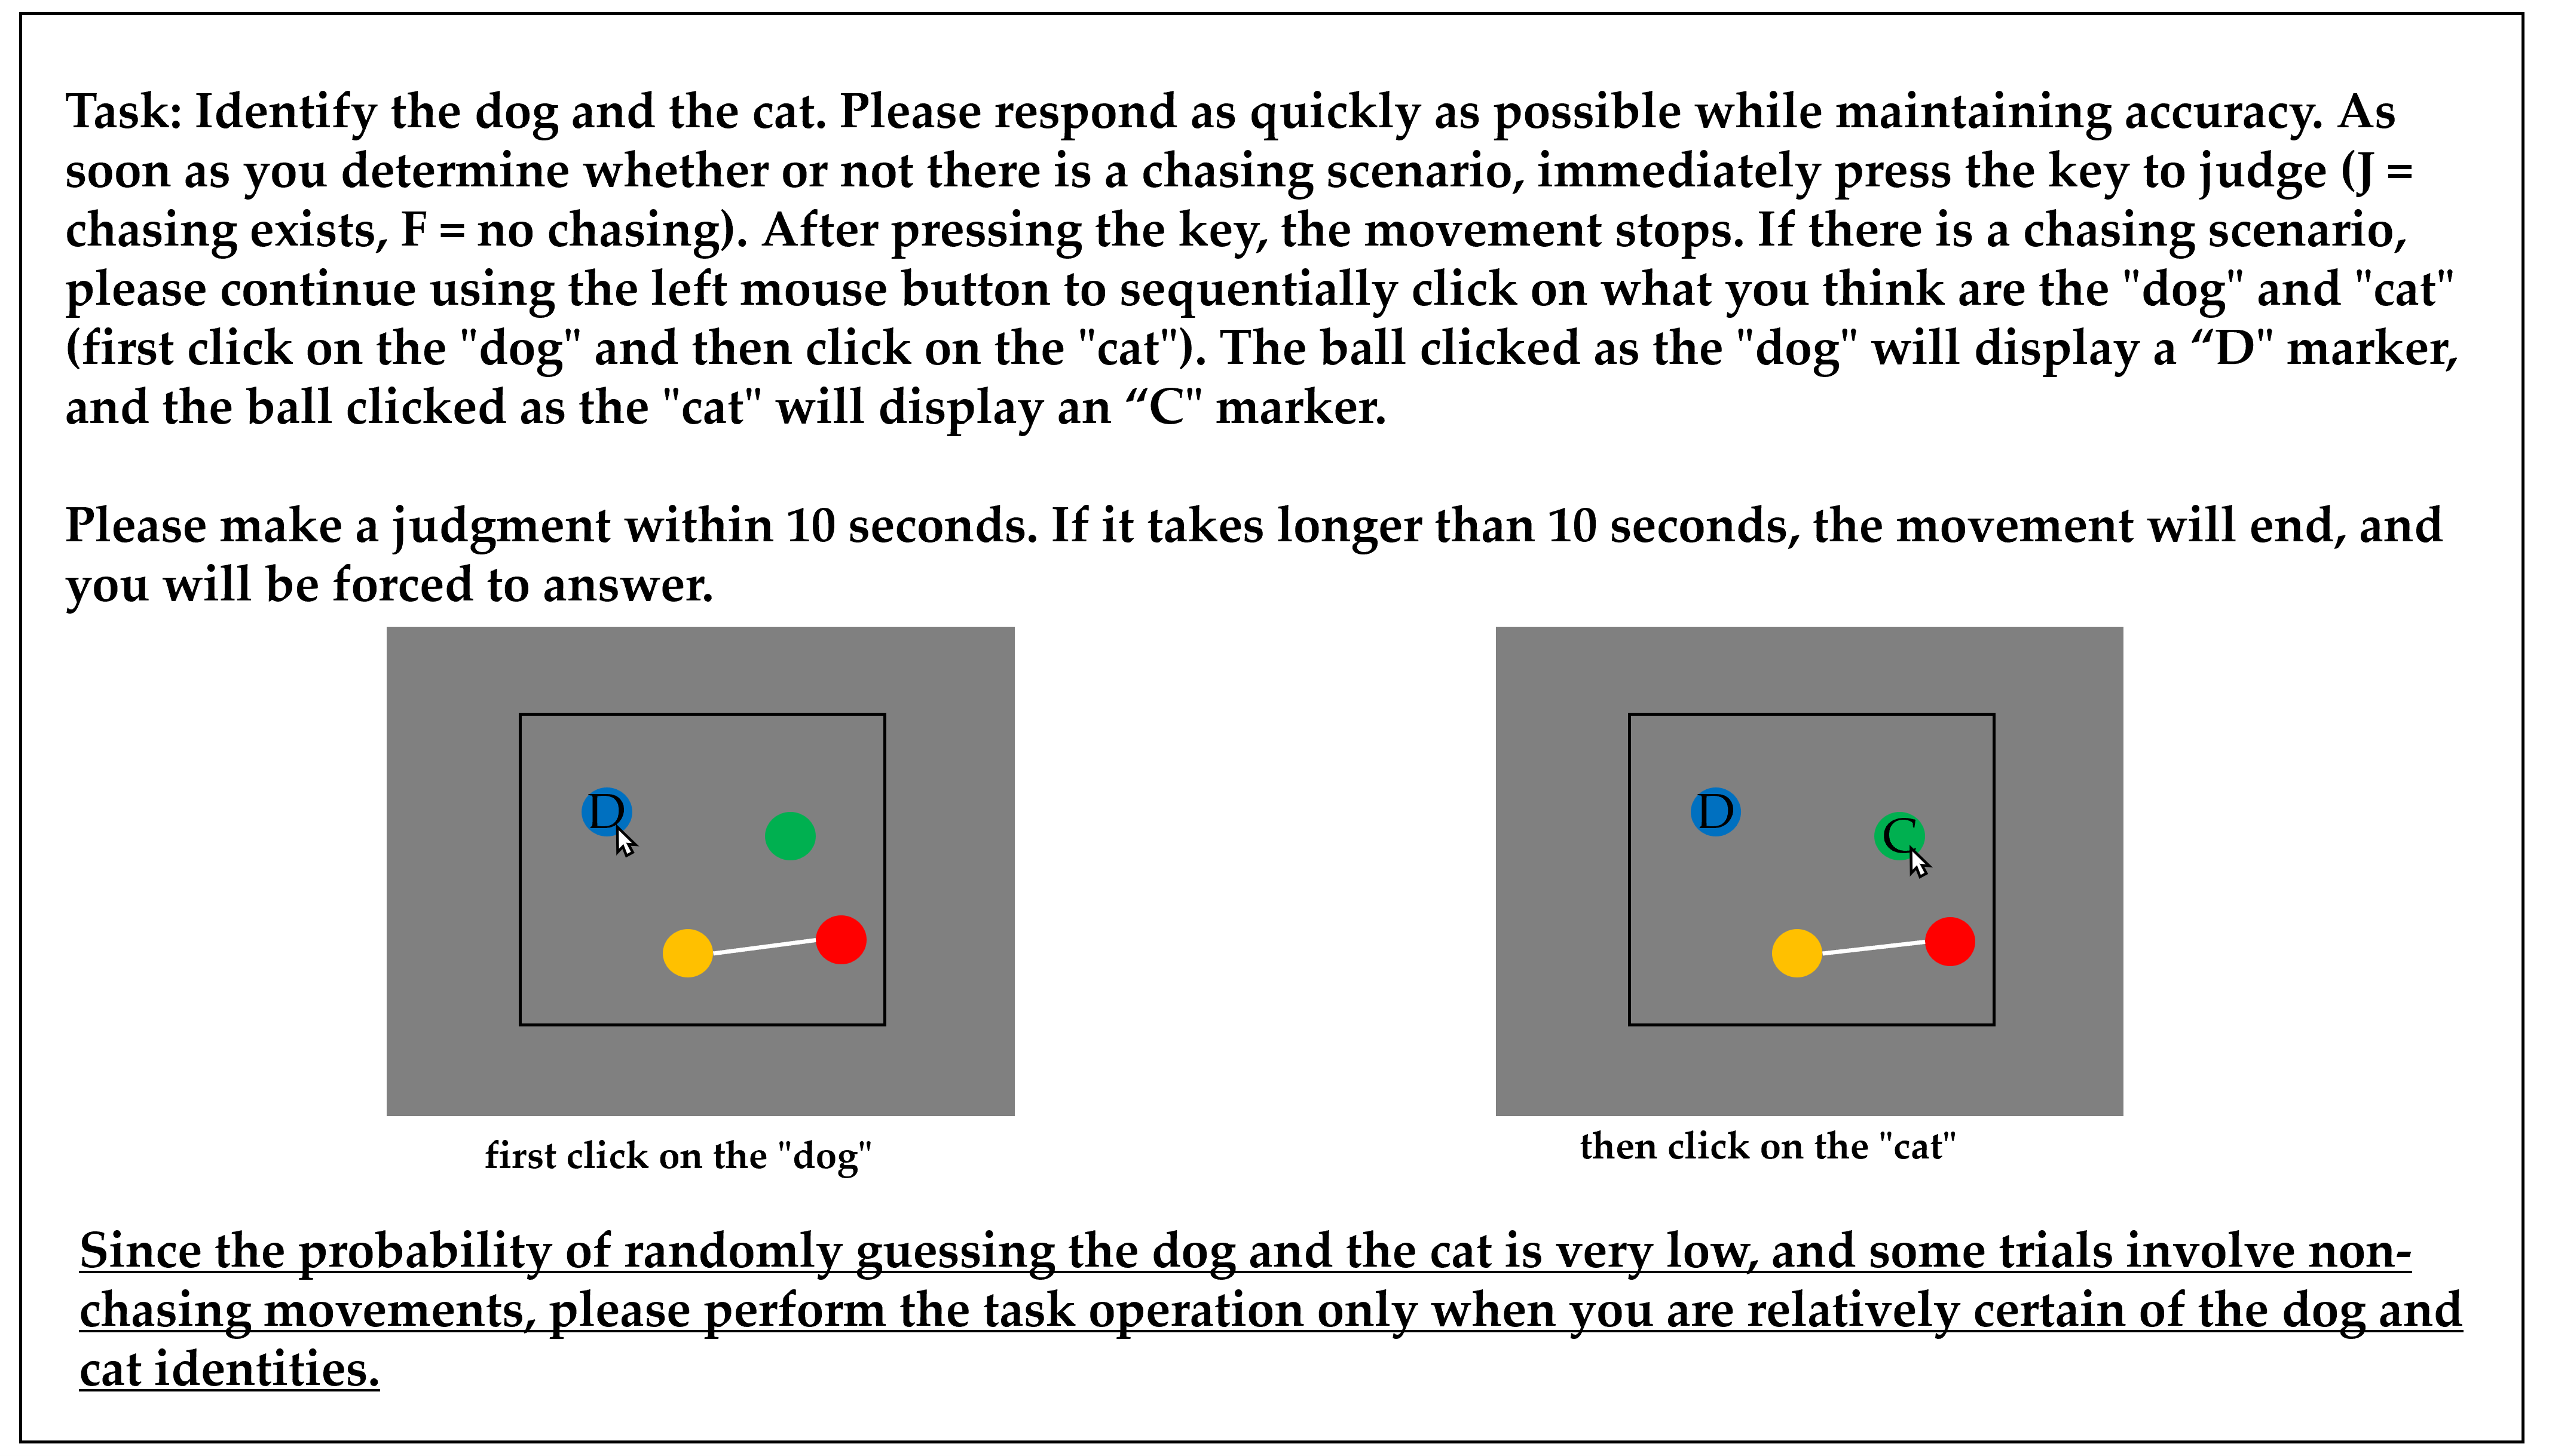 Task: Identify the dog and the cat. Please respond as quickly as possible while maintaining accuracy. As
soon as you determine whether or not there is a chasing scenario, immediately press the key to judge (J =
chasing exists, F = no chasing). After pressing the key, the movement stops. If there is a chasing scenario,
please continue using the left mouse button to sequentially click on what you think are the "dog" and "cat"
(first click on the "dog" and then click on the "cat"). The ball clicked as the "dog" will display a “D" marker,
and the ball clicked as the "cat" will display an “C" marker.
Please make a judgment within 10 seconds. If it takes longer than 10 seconds, the movement will end, and
you will be forced to answer.
D
D
C
first click on the "dog"
then click on the "cat"
Since the probability of randomly guessing the dog and the cat is very low, and some trials involve non-
chasing movements, please perform the task operation only when you are relatively certain of the dog and
cat identities.